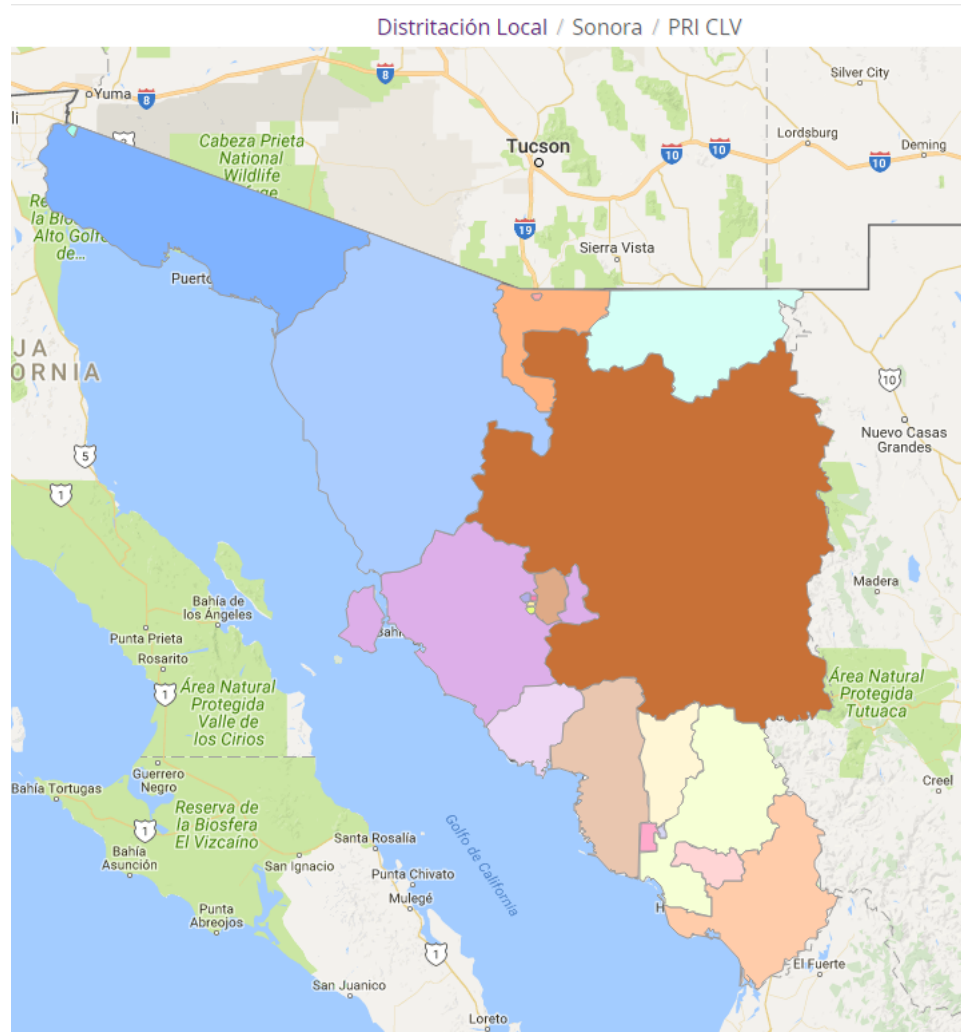 Distritación Local / Sonora / PRI CLV
8
Silver City
Yuma
8
Lordsburg
Deming
Cabeza Prieta
National
Wildlife
Tucson
10
10
10
19
la
Alto Golfo
de...
Sierra Vista
Puerto
JA
ORNIA
10
Nuevo Casas
Grandes
5
1
1
Madera
Bahía de
los Ángeles
Punta Prieta
Rosarito
1
Área Natural
Protegida
Valle de
los Cirios
Área Natural
Protegida
Tutuaca
Guerrero
Negro
Bahía Tortugas
Creel
Reserva de
la Biosfera
El Vizcaíno
1
Golfo de California
Santa Rosalía
Bahía
Asunción
San Ignacio
Punta Chivato
Mulegé
Punta
Abreojos
H
1
El Fuerte
San Juanico
Loreto